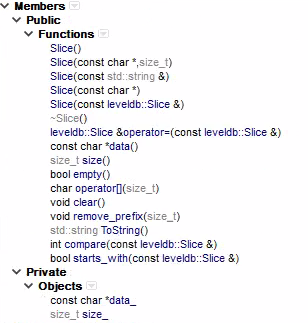 Members
Public
Functions
Slice()
Slice(const char *,size_t)
Slice(const std::string &)
Slice(const char *)
Slice(const leveldb::Slice &)
~Slice()
leveldb::Slice &operator=(const leveldb::Slice &)
const char *data()
size_t size()
bool empty()
char operator[](size_t)
void clear()
void remove_prefix(size_t)
std::string ToString()
int compare(const leveldb::Slice &)
bool starts_with(const leveldb::Slice &)
Private
Objects
const char *data_
size_t size_